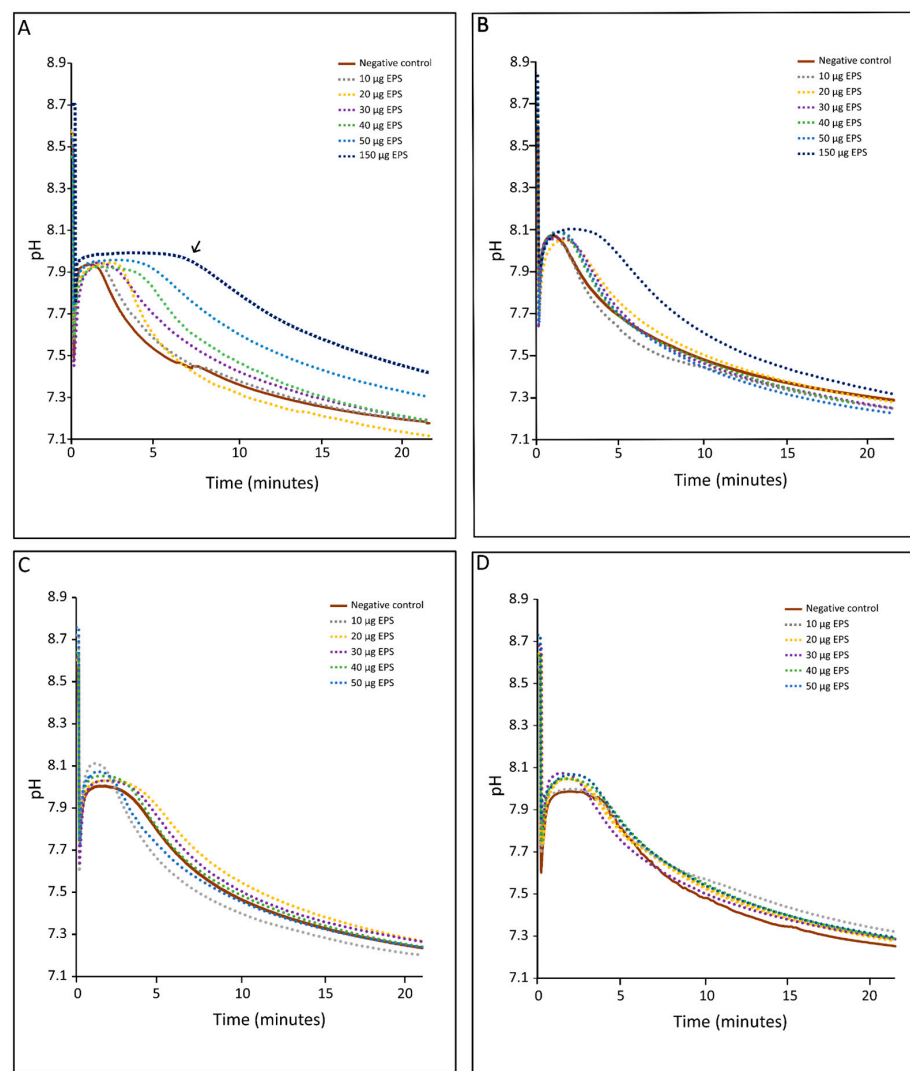 A
8.9
8.7
8.5
8.3
8.1
7.9
7.7
7.5
7.3
7.1
pH
0
5
10
15
20
Time (minutes)
Negative control
10 µg EPS
20 µg EPS
30 µg EPS
40 µg EPS
50 µg EPS
150 µg EPS
B
8.9
8.7
8.5
8.3
8.1
7.9
7.7
7.5
7.3
7.1
pH
0
5
10
15
20
Time (minutes)
Negative control
10 µg EPS
20 µg EPS
30 µg EPS
40 µg EPS
50 µg EPS
150 µg EPS
C
8.9
8.7
8.5
8.3
8.1
7.9
7.7
7.5
7.3
7.1
pH
0
5
10
15
20
Time (minutes)
Negative control
10 µg EPS
20 µg EPS
30 µg EPS
40 µg EPS
50 µg EPS
D
8.9
8.7
8.5
8.3
8.1
7.9
7.7
7.5
7.3
7.1
pH
0
5
10
15
20
Time (minutes)
Negative control
10 µg EPS
20 µg EPS
30 µg EPS
40 µg EPS
50 µg EPS